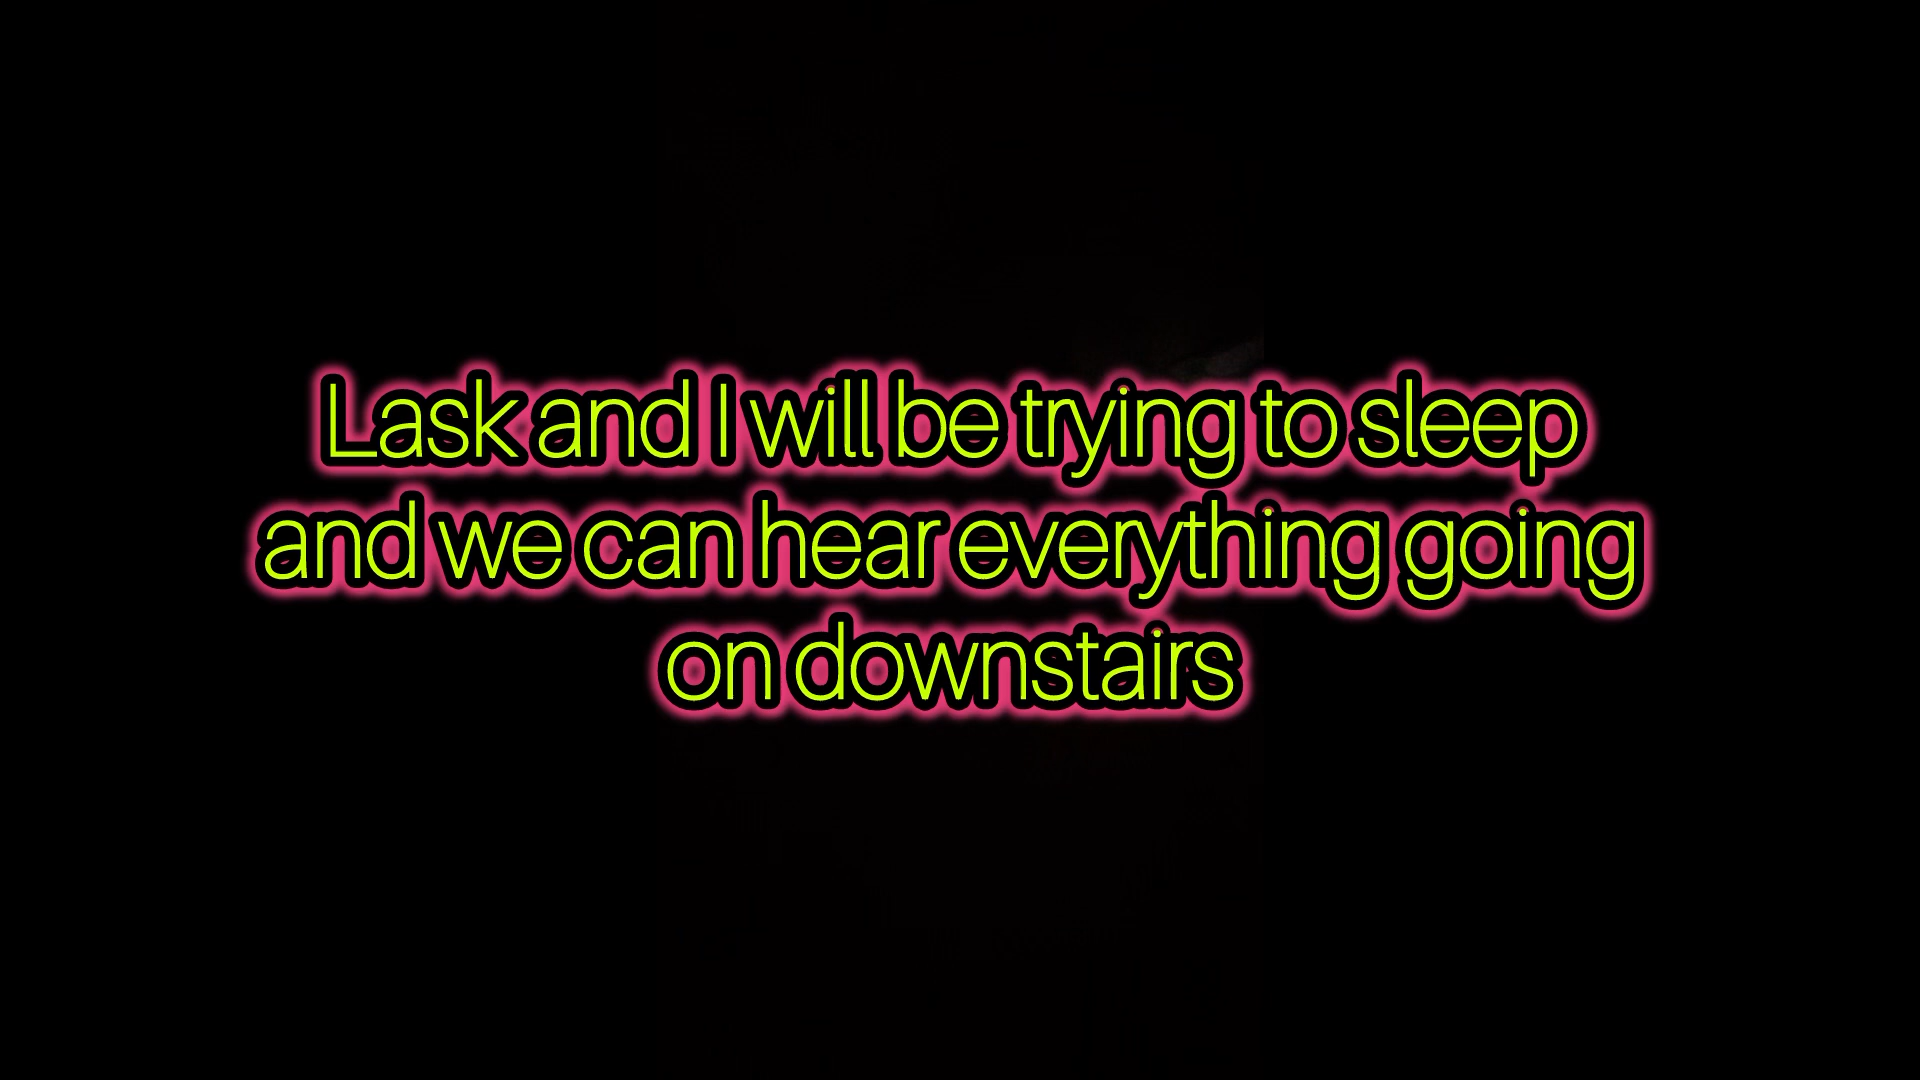 Lask and I will be trying to sleep
and we can hear everything going
on downstairs